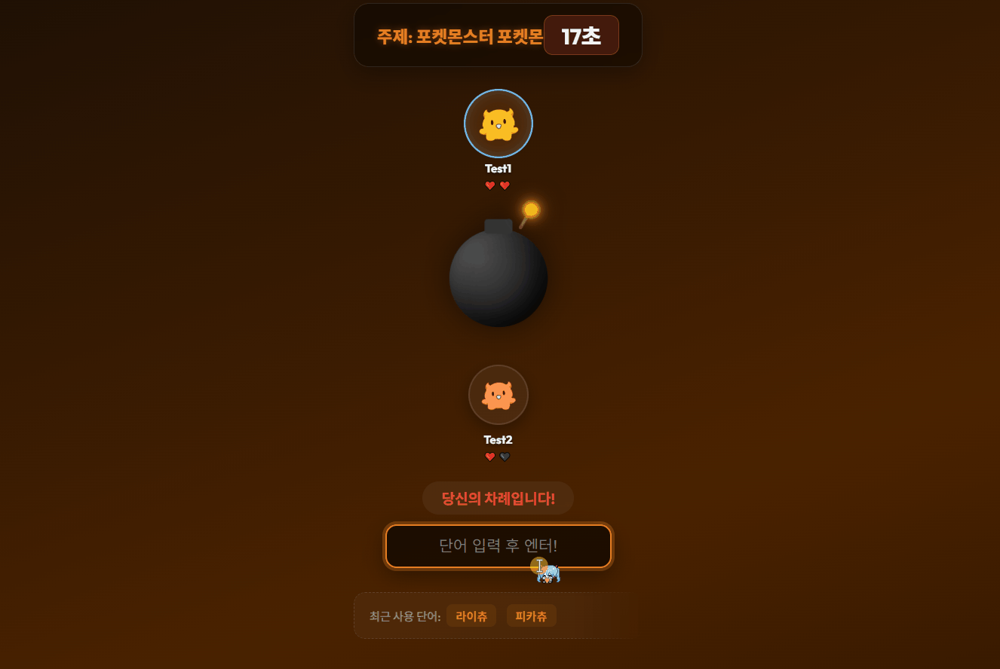 주제: 포켓몬스터 포켓몬
17초
Test1
Test2
당신의 차례입니다!
단어 입력 후 엔터!
최근 사용 단어: 라이츄 피카츄